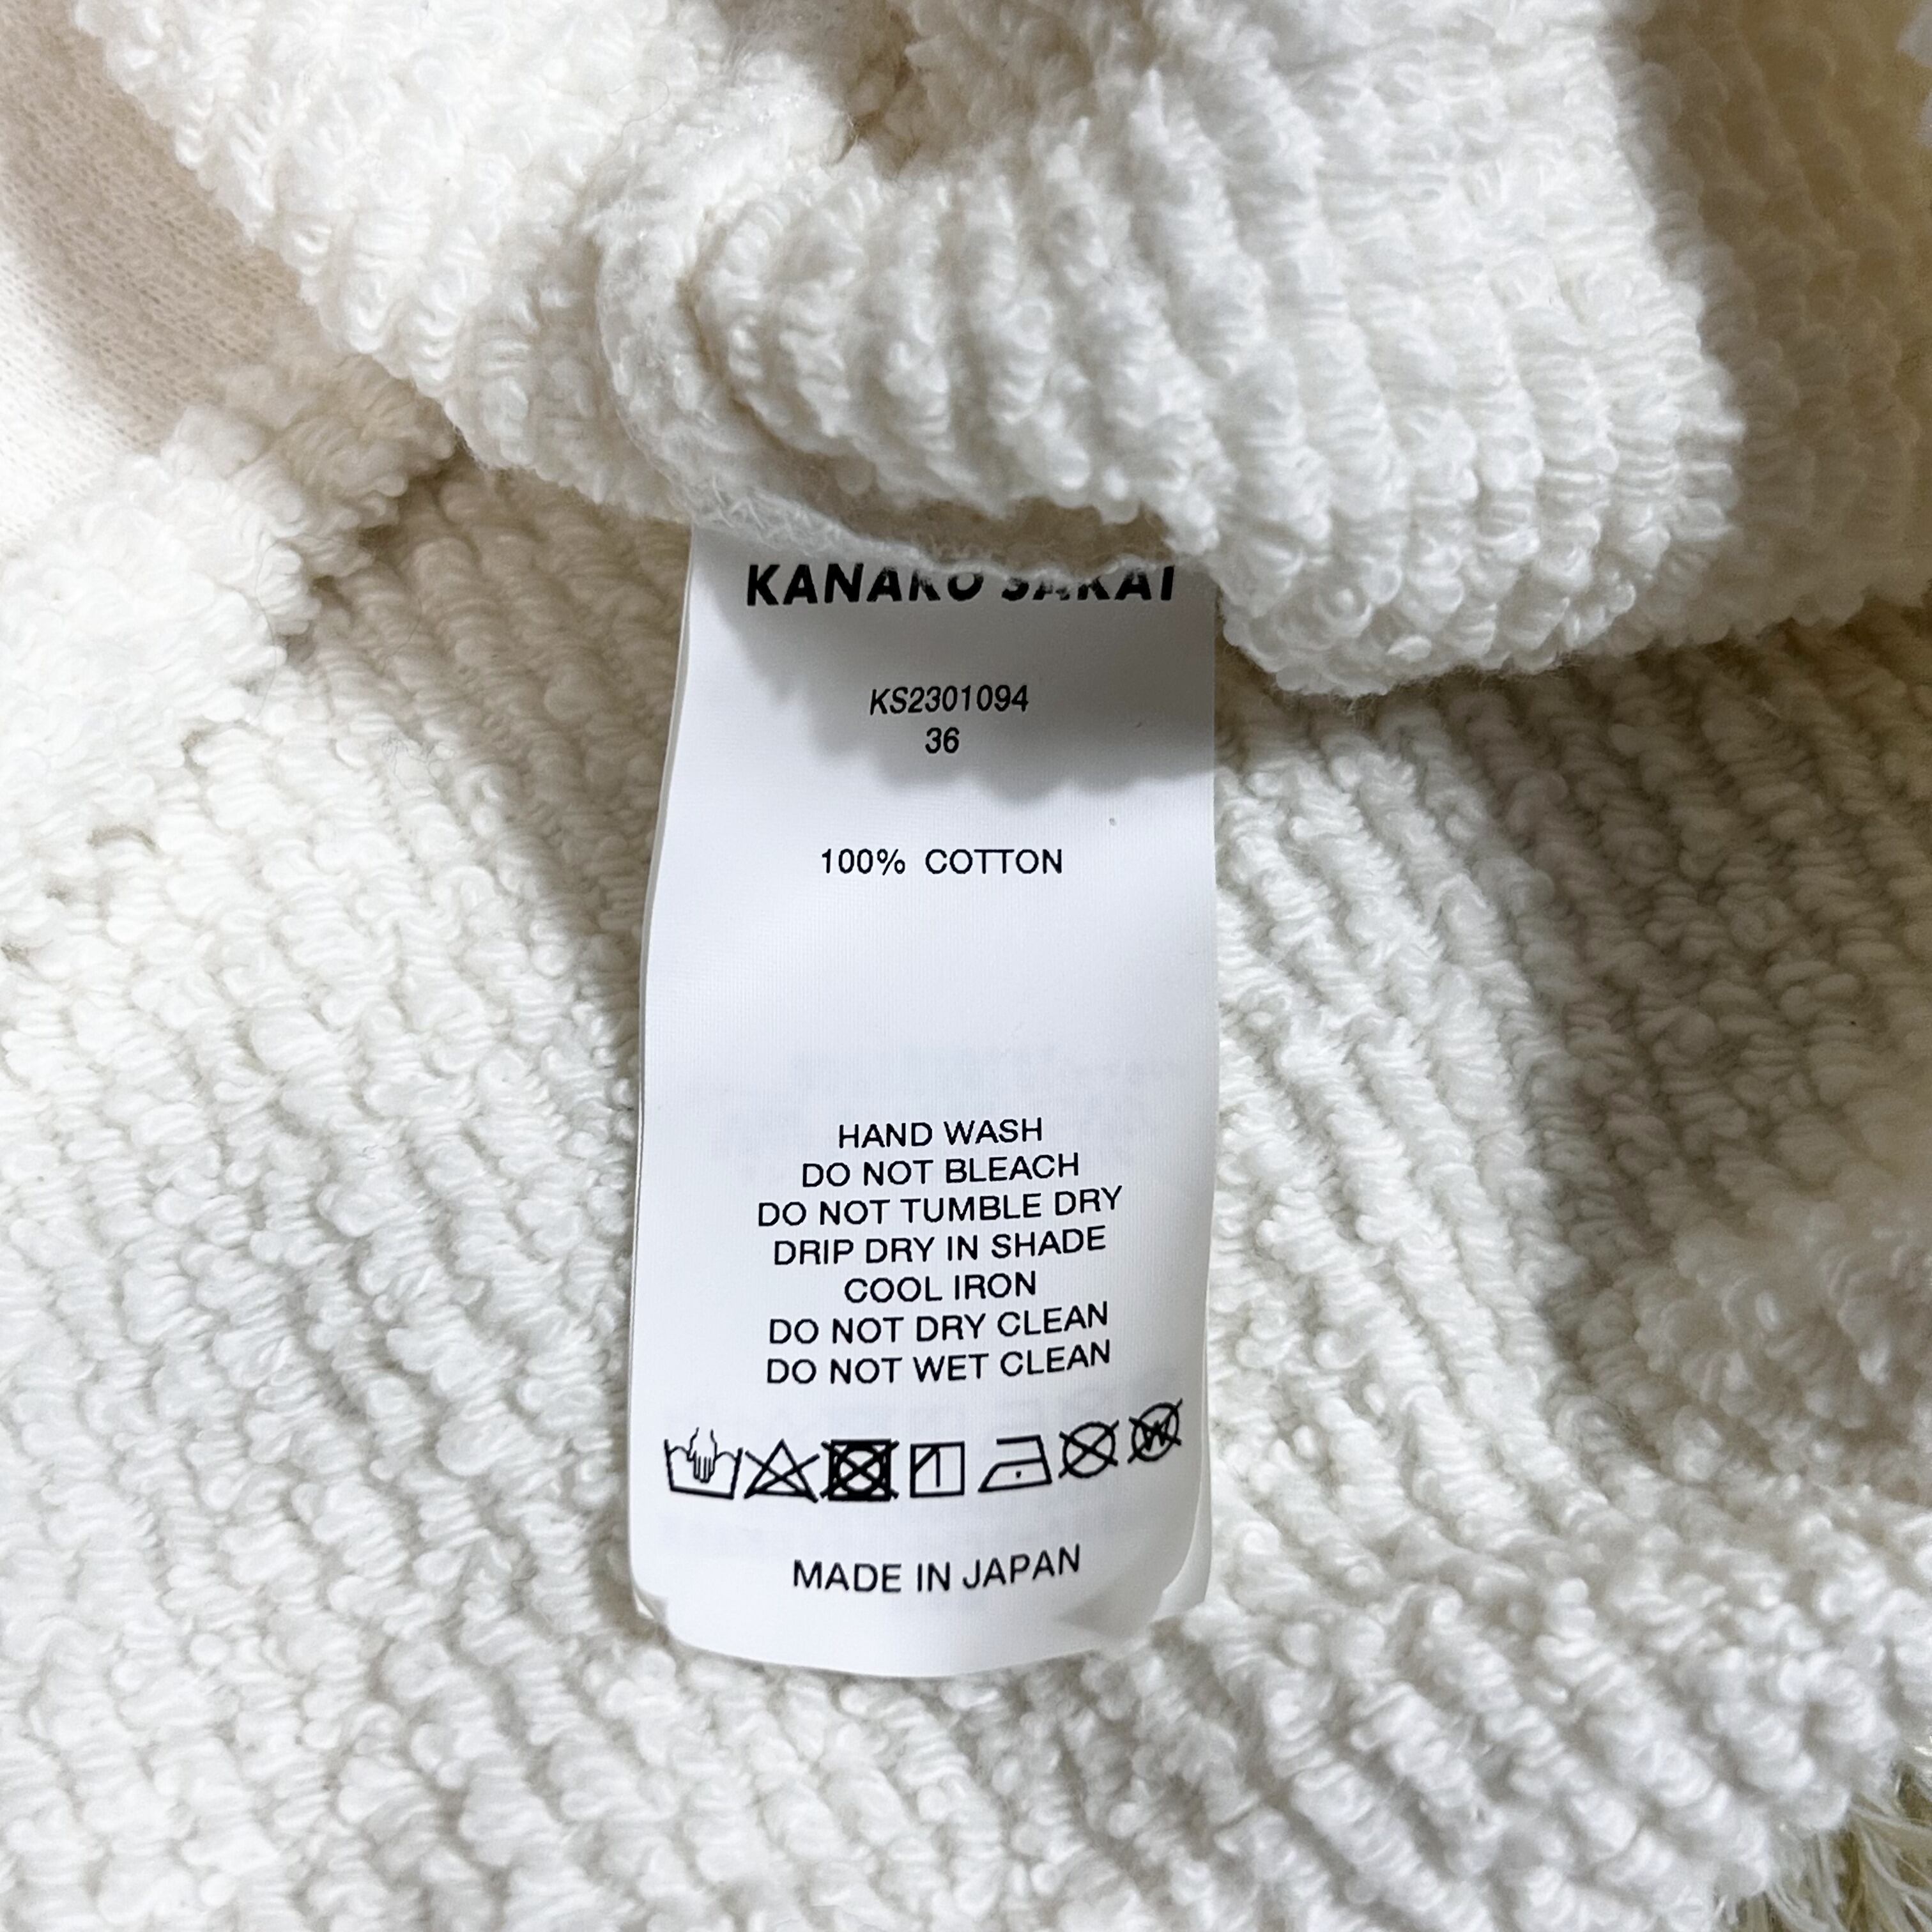 KANAKO SAKAI
KS2301094
36
100% COTTON
HAND WASH
DO NOT BLEACH
DO NOT TUMBLE DRY
DRIP DRY IN SHADE
COOL IRON
DO NOT DRY CLEAN
DO NOT WET CLEAN
W
MADE IN JAPAN